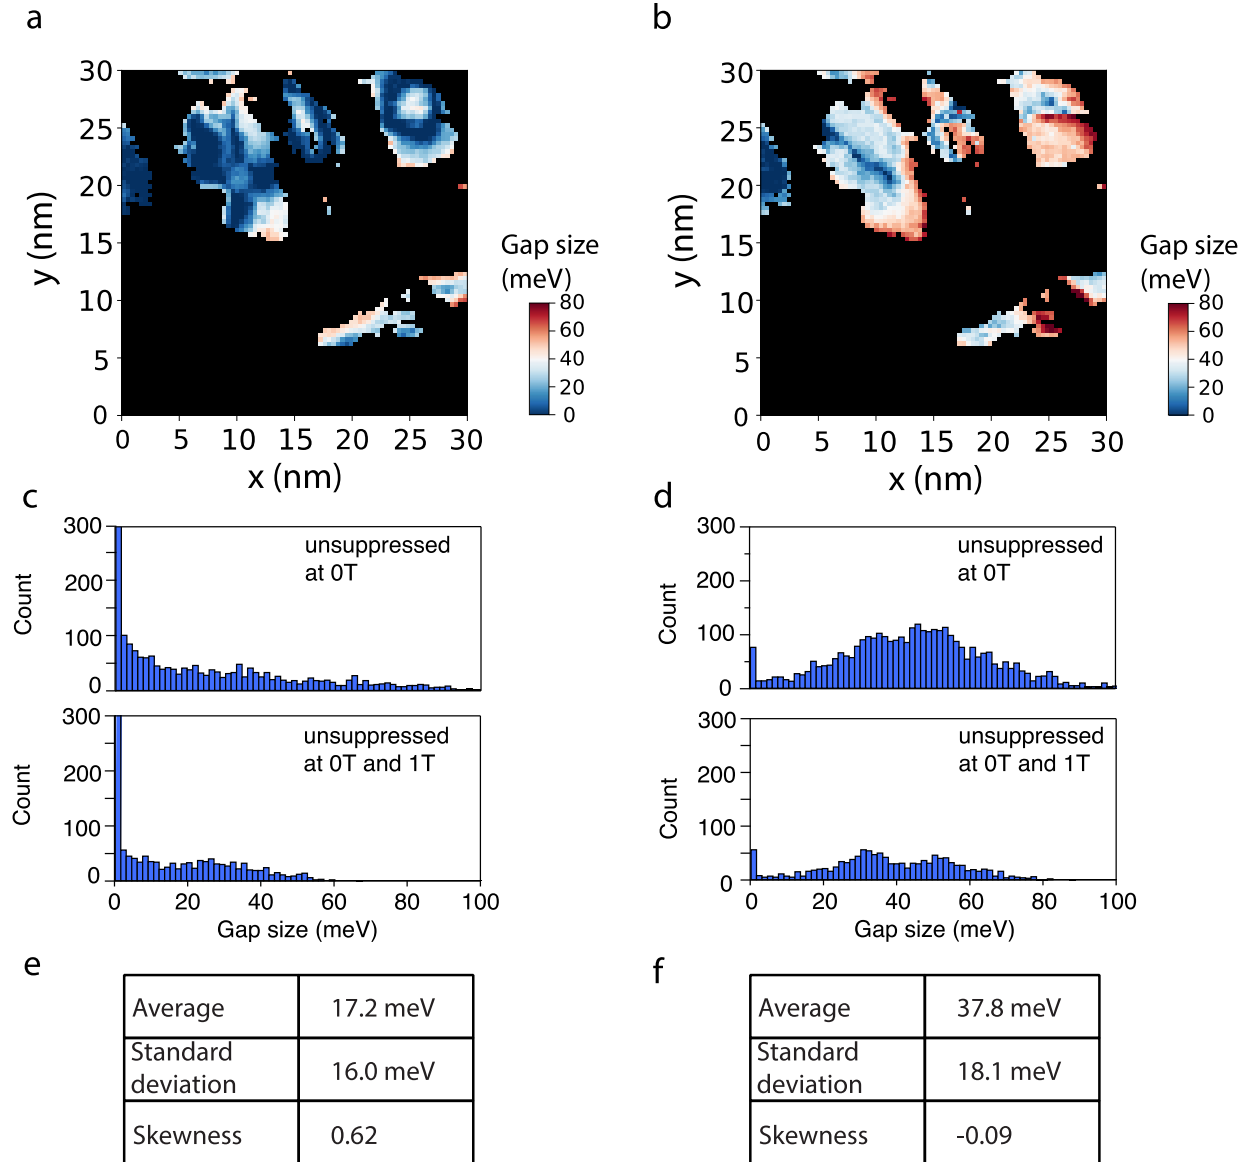 a
30
25
20
15
10
5
0
y (nm)
0 5 10 15 20 25 30
x (nm)
Gap size
(meV)
80
60
40
20
0
b
30
25
20
15
10
5
0
y (nm)
0 5 10 15 20 25 30
x (nm)
Gap size
(meV)
80
60
40
20
0
c
300
200
100
0
Count
unsuppressed
at 0T
300
200
100
0
Count
unsuppressed
at 0T and 1T
0 20 40 60 80 100
Gap size (meV)
d
300
200
100
0
Count
unsuppressed
at 0T
300
200
100
0
Count
unsuppressed
at 0T and 1T
0 20 40 60 80 100
Gap size (meV)
e
Average 17.2 meV
Standard
deviation 16.0 meV
Skewness 0.62
f
Average 37.8 meV
Standard
deviation 18.1 meV
Skewness -0.09